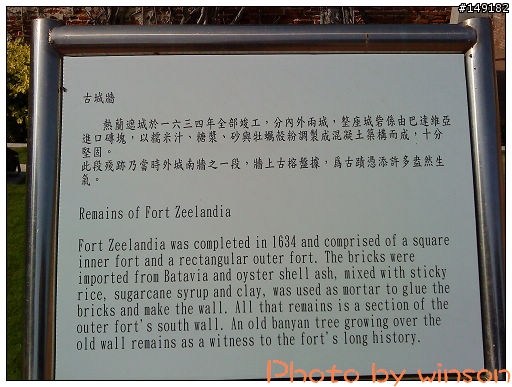 #149182
古城牆
熱蘭遮城於一六三四年全部竣工，分內外兩城，整座城砦係由巴達維亞
進口磚塊，以糯米汁、糖漿、砂與牡蠣殼粉調製成混凝土築構而成，十分
堅固。
此段殘跡乃當時外城南牆之一段，牆上古榕盤據，為古蹟憑添許多盎然生
氣。
Remains of Fort Zeelandia
Fort Zeelandia was completed in 1634 and comprised of a square
inner fort and a rectangular outer fort. The bricks were
imported from Batavia and oyster shell ash, mixed with sticky
rice, sugarcane syrup and clay, was used as mortar to glue the
bricks and make the wall. All that remains is a section of the
outer fort's south wall. An old banyan tree growing over the
old wall remains as a witness to the fort's long history.
Photo by winson